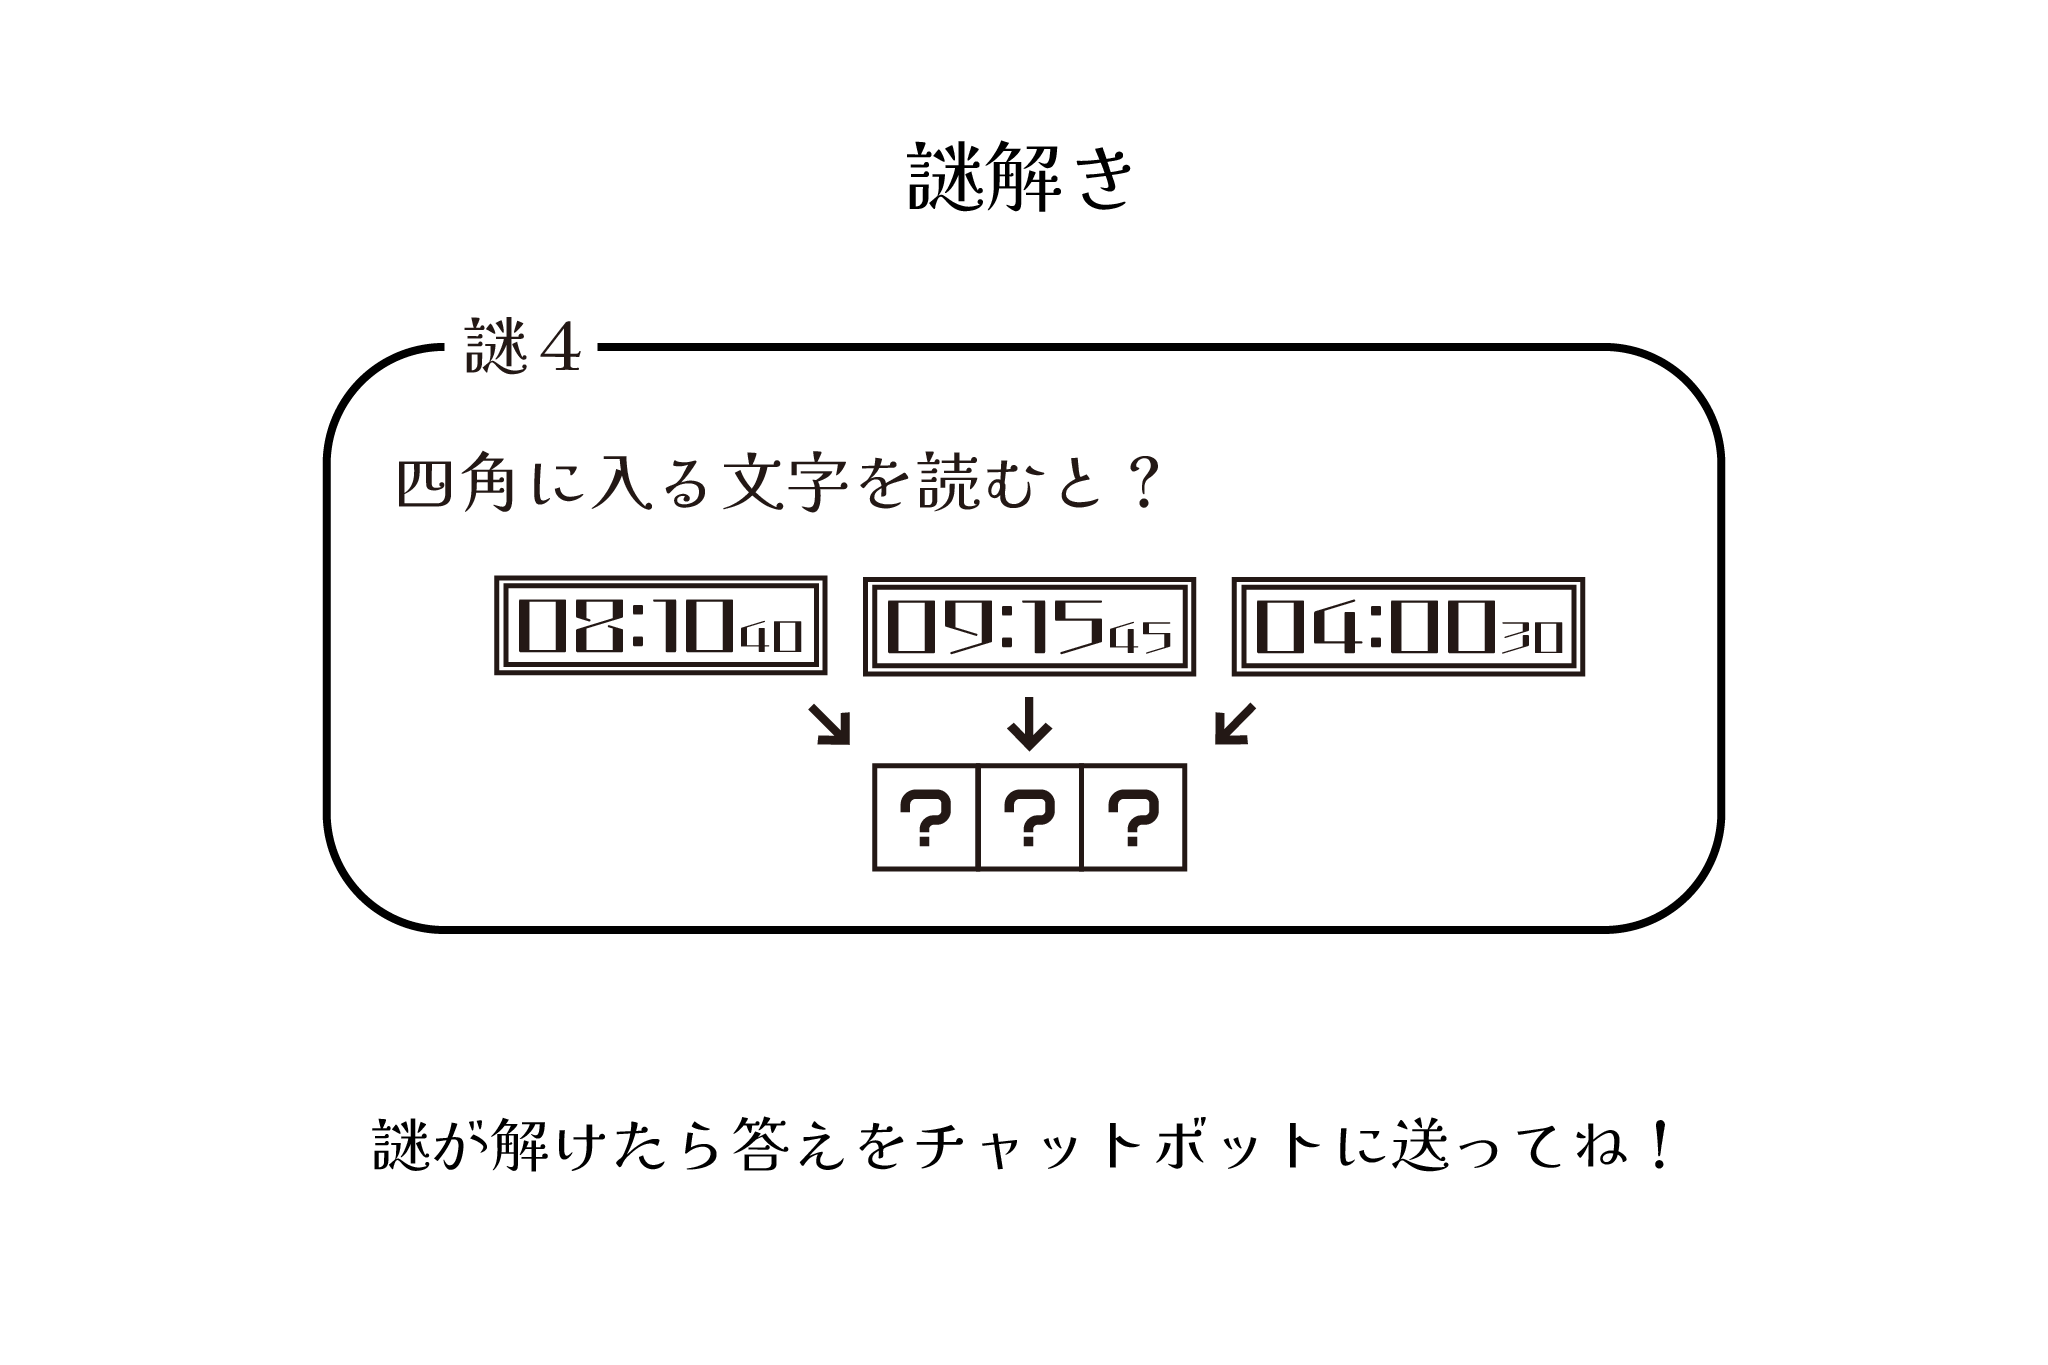 謎解き
謎4
四角に入る文字を読むと？
08:10 40 09:15 45 04:00 30
? ? ?
謎が解けたら答えをチャットボットに送ってね！